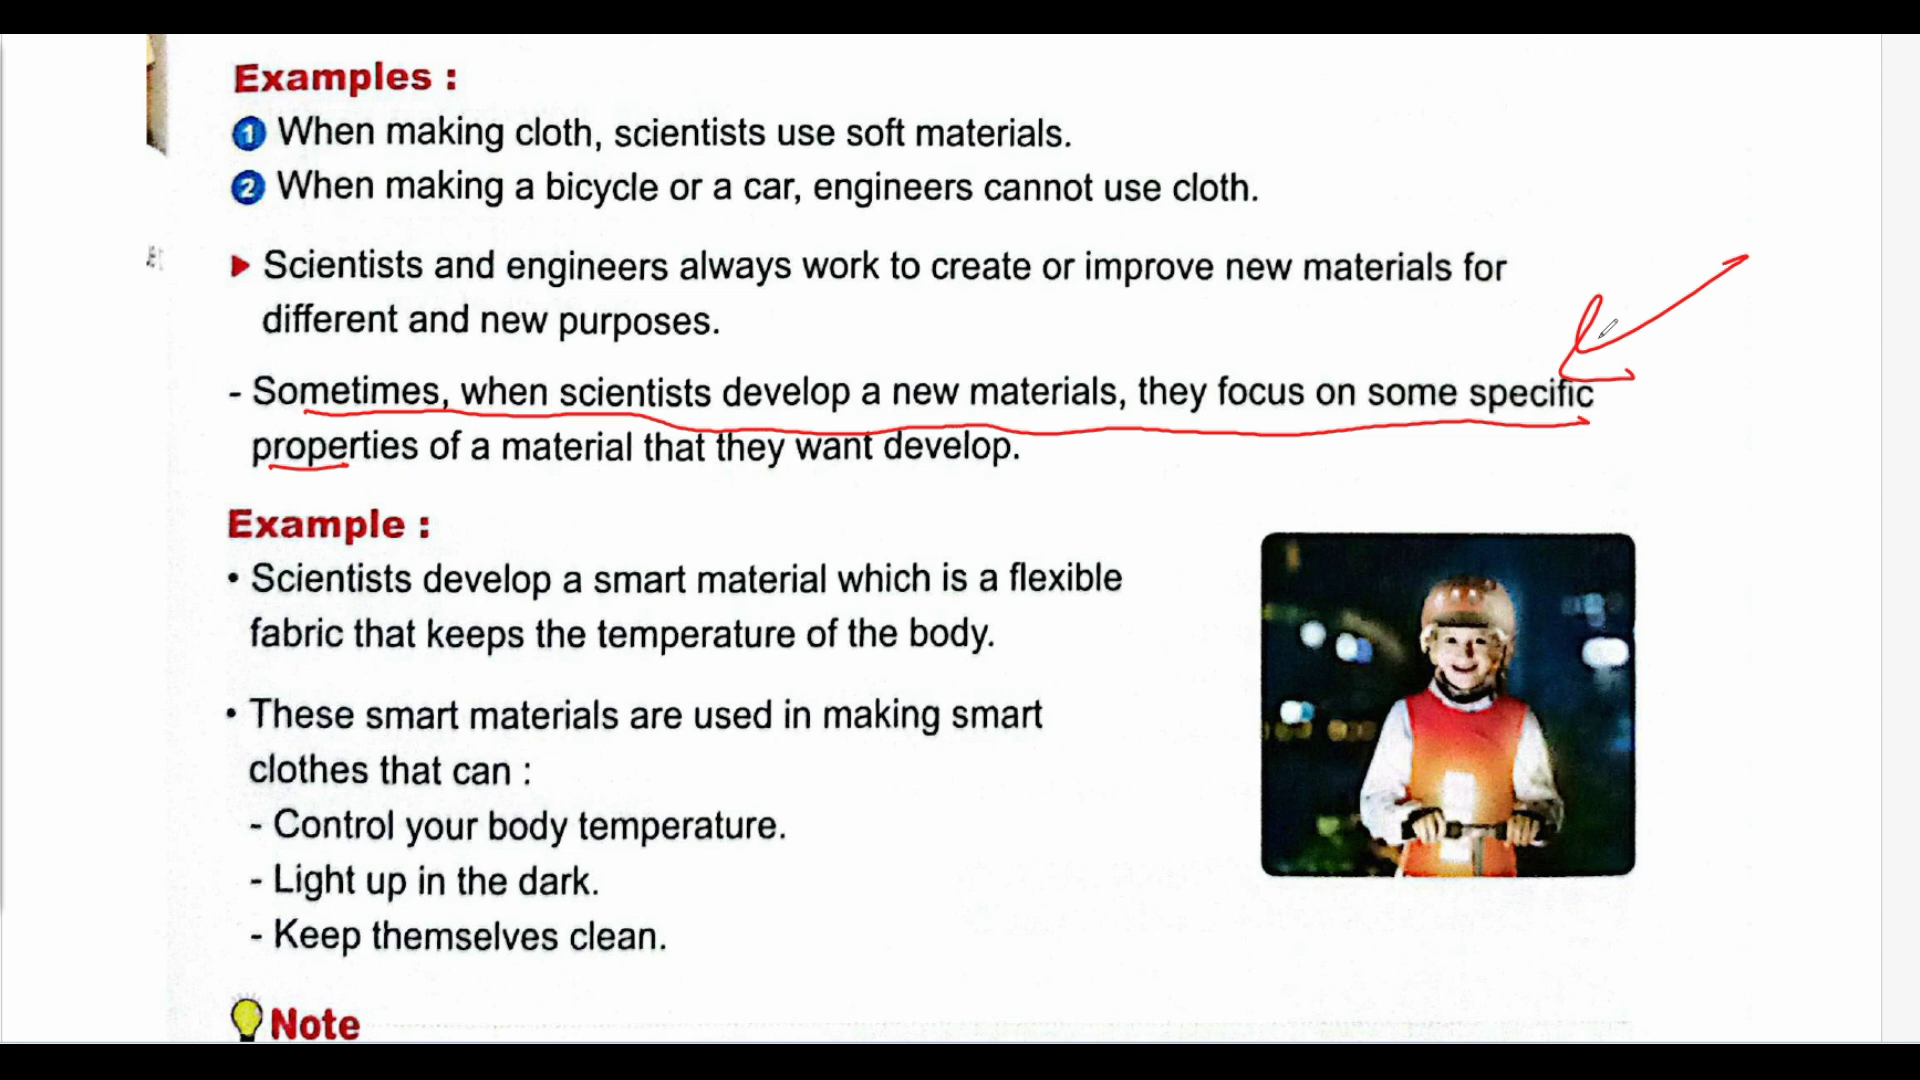 Examples :
1 When making cloth, scientists use soft materials.
2 When making a bicycle or a car, engineers cannot use cloth.
Scientists and engineers always work to create or improve new materials for
different and new purposes.
- Sometimes, when scientists develop a new materials, they focus on some specific
properties of a material that they want develop.
Example :
• Scientists develop a smart material which is a flexible
fabric that keeps the temperature of the body.
• These smart materials are used in making smart
clothes that can :
- Control your body temperature.
- Light up in the dark.
- Keep themselves clean.
Note